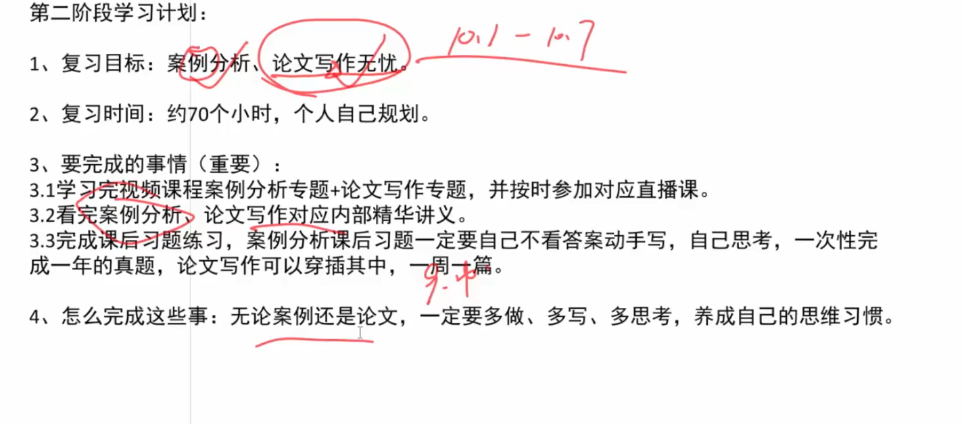 第二阶段学习计划：
10.1 - 10.7
1、复习目标：案例分析、论文写作无忧。
2、复习时间：约70个小时，个人自己规划。
3、要完成的事情（重要）：
3.1学习完视频课程案例分析专题+论文写作专题，并按时参加对应直播课。
3.2看完案例分析、论文写作对应内部精华讲义。
3.3完成课后习题练习，案例分析课后习题一定要自己不看答案动手写，自己思考，一次性完
成一年的真题，论文写作可以穿插其中，一周一篇。
4、怎么完成这些事：无论案例还是论文，一定要多做、多写、多思考，养成自己的思维习惯。